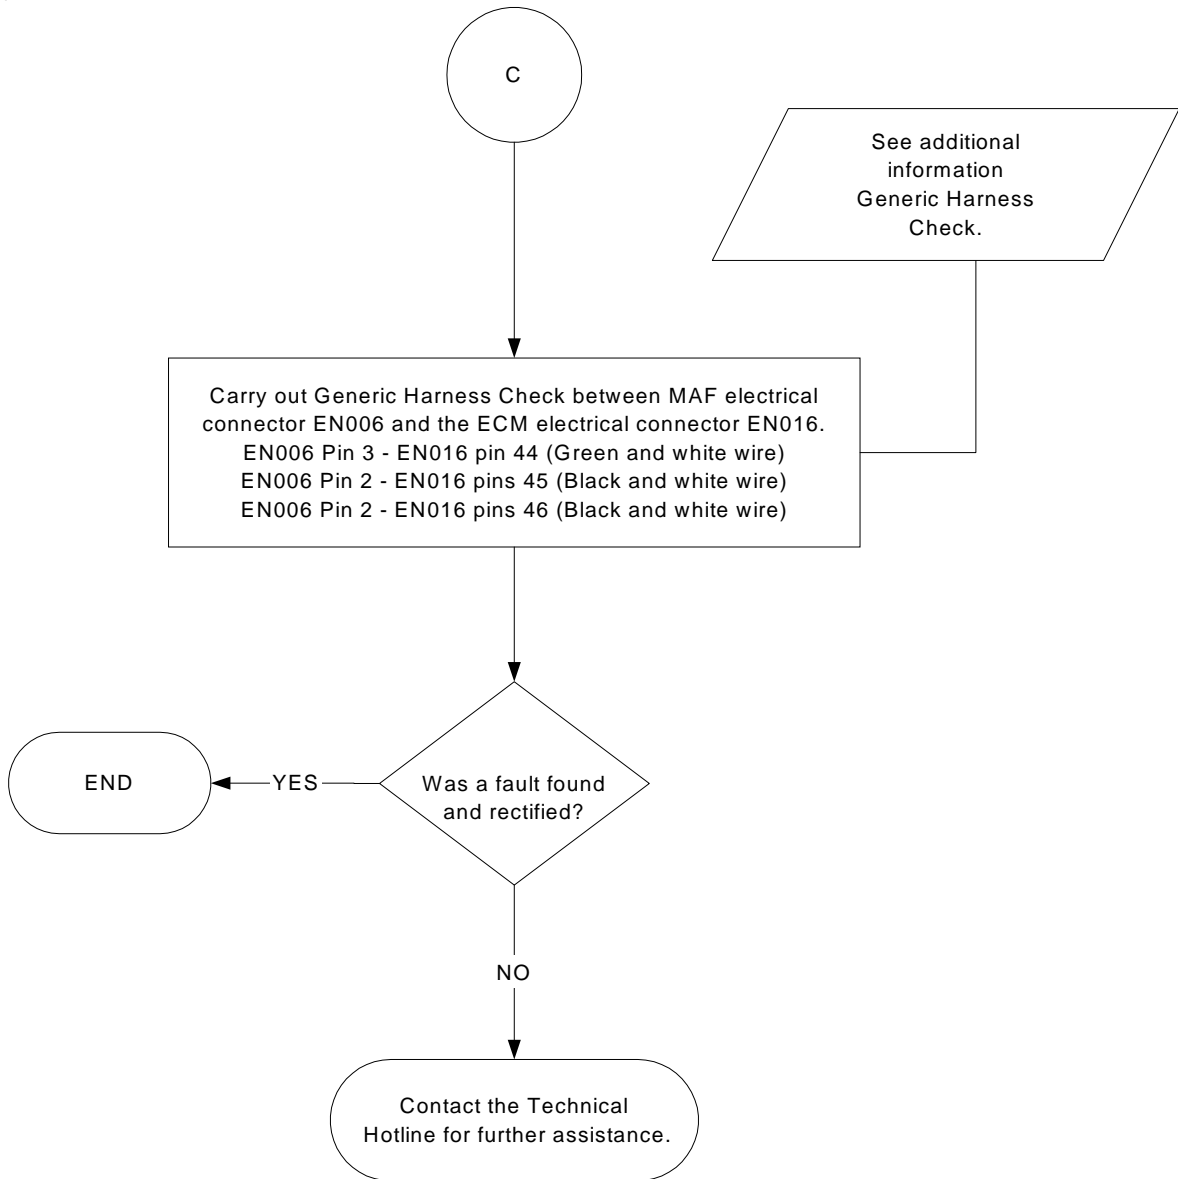 C
See additional
information
Generic Harness
Check.
Carry out Generic Harness Check between MAF electrical
connector EN006 and the ECM electrical connector EN016.
EN006 Pin 3 - EN016 pin 44 (Green and white wire)
EN006 Pin 2 - EN016 pins 45 (Black and white wire)
EN006 Pin 2 - EN016 pins 46 (Black and white wire)
Was a fault found
and rectified?
YES
END
NO
Contact the Technical
Hotline for further assistance.